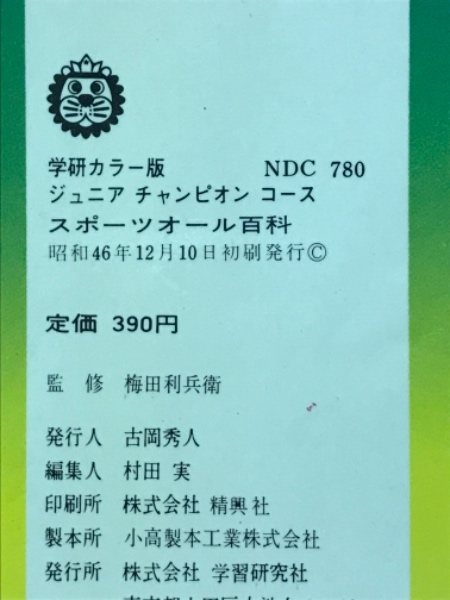 学研カラー版 NDC 780
ジュニア チャンピオン コース
スポーツオール百科
昭和46年12月10日初刷発行©
定価 390円
監修 梅田利兵衛
発行人 古岡秀人
編集人 村田 実
印刷所 株式会社 精興社
製本所 小高製本工業株式会社
発行所 株式会社 学習研究社